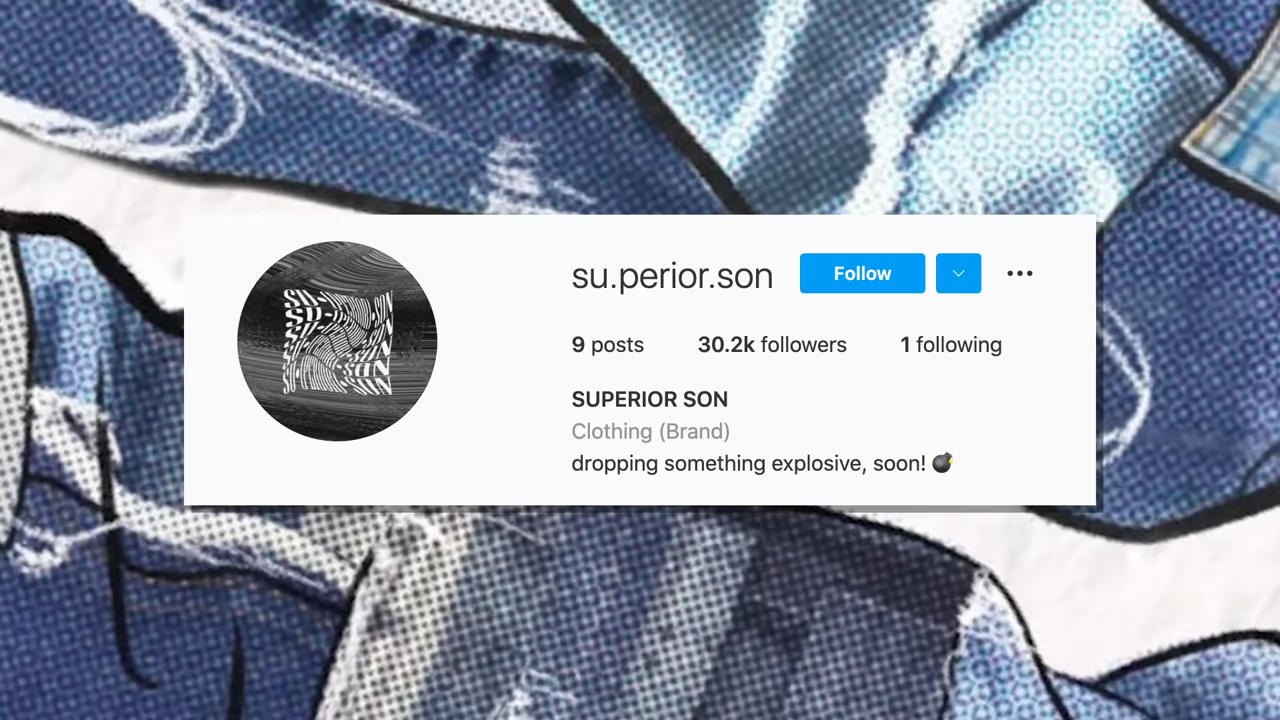 su.perior.son Follow
9 posts 30.2k followers 1 following
SUPERIOR SON
Clothing (Brand)
dropping something explosive, soon! 💣